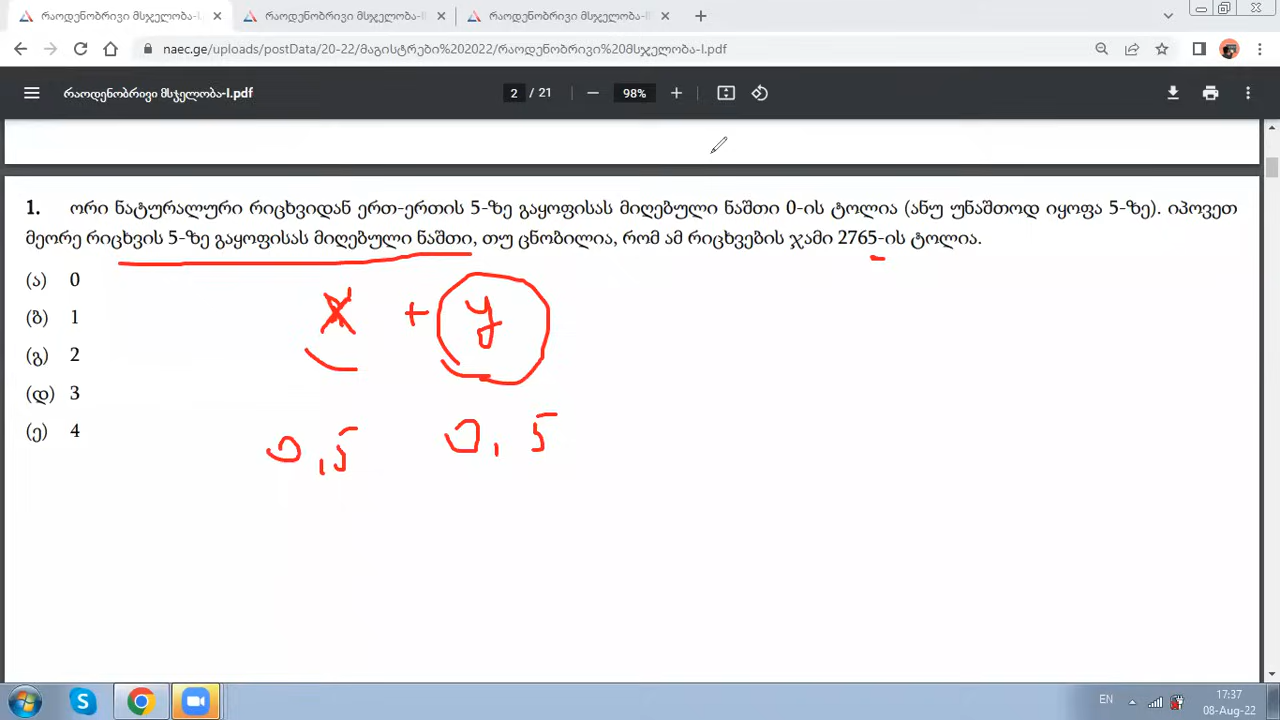 რაოდენობრივი მსჯელობა-I.
რაოდენობრივი მსჯელობა-II
რაოდენობრივი მსჯელობა-II
naec.ge/uploads/postData/20-22/მაგისტრები%202022/რაოდენობრივი%20მსჯელობა-I.pdf
რაოდენობრივი მსჯელობა-I.pdf
2 / 21
98%
1. ორი ნატურალური რიცხვიდან ერთ-ერთის 5-ზე გაყოფისას მიღებული ნაშთი 0-ის ტოლია (ანუ უნაშთოდ იყოფა 5-ზე). იპოვეთ
მეორე რიცხვის 5-ზე გაყოფისას მიღებული ნაშთი, თუ ცნობილია, რომ ამ რიცხვების ჯამი 2765-ის ტოლია.
(ა) 0
(ბ) 1
(გ) 2
(დ) 3
(ე) 4
x + y
0,5 0,5
EN
17:37
08-Aug-22